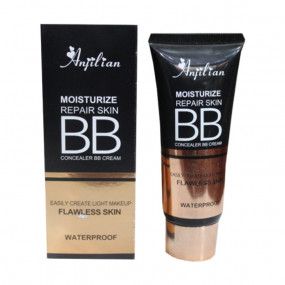 Anjilian
MOISTURIZE
REPAIR SKIN
BB
CONCEALER BB CREAM
EASILY CREATE LIGHT MAKEUP
FLAWLESS SKIN
WATERPROOF
Anjilian
MOISTURIZE
REPAIR SKIN
BB
CONCEALER BB CREAM
FLAWLESS SKIN
WATERPROOF